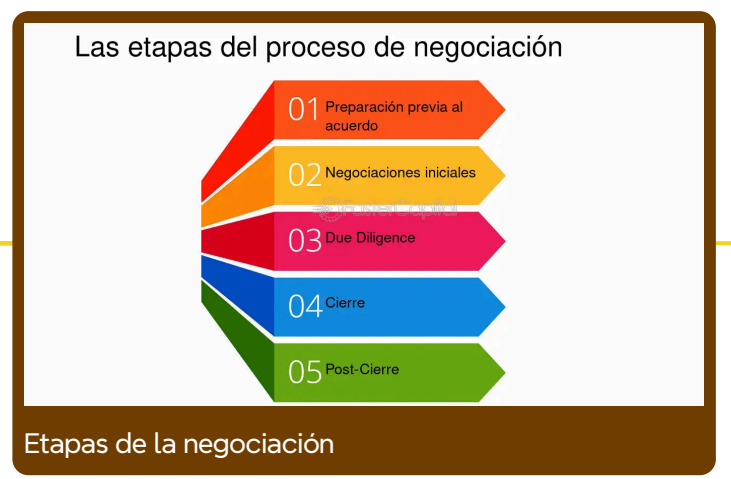 Las etapas del proceso de negociación
01 Preparación previa al
acuerdo
02 Negociaciones iniciales
FasterCapital
03 Due Diligence
04 Cierre
05 Post-Cierre
Etapas de la negociación